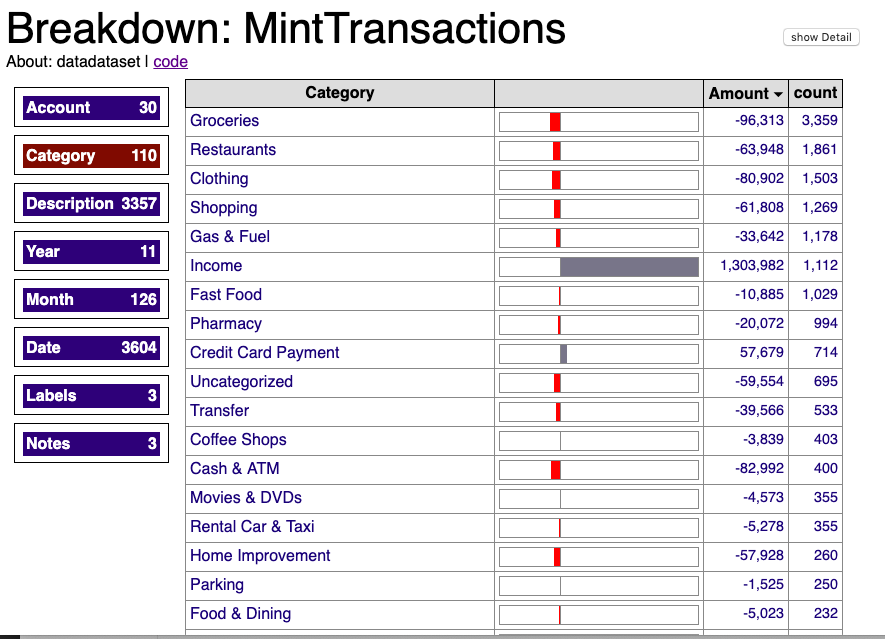 Breakdown: MintTransactions
show Detail
About: datadataset | code
Account 30
Category 110
Description 3357
Year 11
Month 126
Date 3604
Labels 3
Notes 3
Category Amount count
Groceries -96,313 3,359
Restaurants -63,948 1,861
Clothing -80,902 1,503
Shopping -61,808 1,269
Gas & Fuel -33,642 1,178
Income 1,303,982 1,112
Fast Food -10,885 1,029
Pharmacy -20,072 994
Credit Card Payment 57,679 714
Uncategorized -59,554 695
Transfer -39,566 533
Coffee Shops -3,839 403
Cash & ATM -82,992 400
Movies & DVDs -4,573 355
Rental Car & Taxi -5,278 355
Home Improvement -57,928 260
Parking -1,525 250
Food & Dining -5,023 232